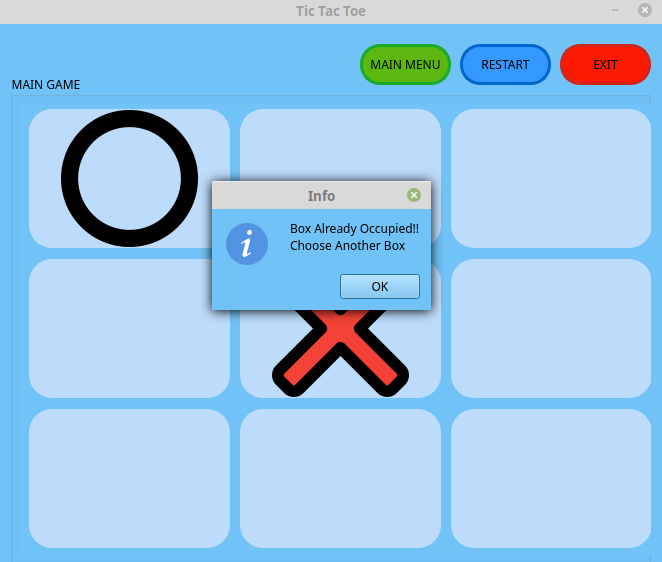 Tic Tac Toe
MAIN MENU
RESTART
EXIT
MAIN GAME
Info
i
Box Already Occupied!!
Choose Another Box
OK